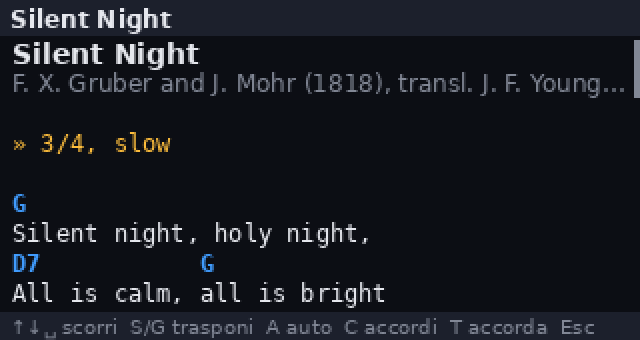 Silent Night
Silent Night
F. X. Gruber and J. Mohr (1818), transl. J. F. Young…
» 3/4, slow
G
Silent night, holy night,
D7 G
All is calm, all is bright
↑↓␣ scorri S/G trasponi A auto C accordi T accorda Esc